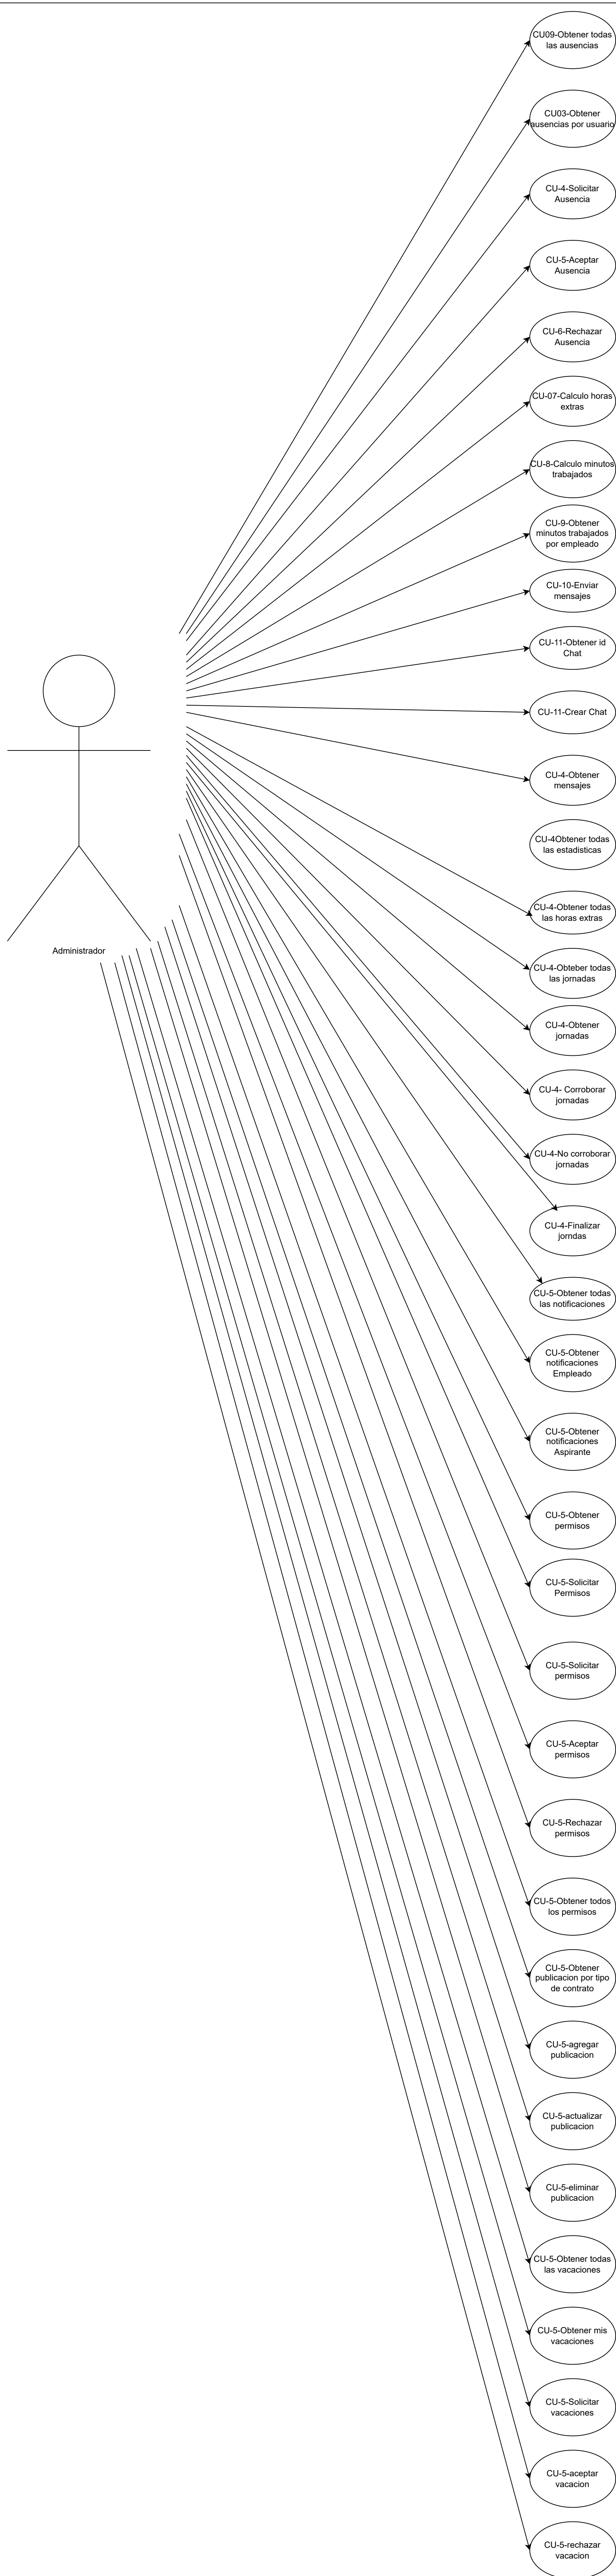 CU09-Obtener todas
las ausencias
CU03-Obtener
ausencias por usuario
CU-4-Solicitar
Ausencia
CU-5-Aceptar
Ausencia
CU-6-Rechazar
Ausencia
CU-07-Calculo horas
extras
CU-8-Calculo minutos
trabajados
CU-9-Obtener
minutos trabajados
por empleado
CU-10-Enviar
mensajes
CU-11-Obtener id
Chat
CU-11-Crear Chat
CU-4-Obtener
mensajes
CU-4Obtener todas
las estadisticas
CU-4-Obtener todas
las horas extras
Administrador
CU-4-Obteber todas
las jornadas
CU-4-Obtener
jornadas
CU-4- Corroborar
jornadas
CU-4-No corroborar
jornadas
CU-4-Finalizar
jorndas
CU-5-Obtener todas
las notificaciones
CU-5-Obtener
notificaciones
Empleado
CU-5-Obtener
notificaciones
Aspirante
CU-5-Obtener
permisos
CU-5-Solicitar
Permisos
CU-5-Solicitar
permisos
CU-5-Aceptar
permisos
CU-5-Rechazar
permisos
CU-5-Obtener todos
los permisos
CU-5-Obtener
publicacion por tipo
de contrato
CU-5-agregar
publicacion
CU-5-actualizar
publicacion
CU-5-eliminar
publicacion
CU-5-Obtener todas
las vacaciones
CU-5-Obtener mis
vacaciones
CU-5-Solicitar
vacaciones
CU-5-aceptar
vacacion
CU-5-rechazar
vacacion